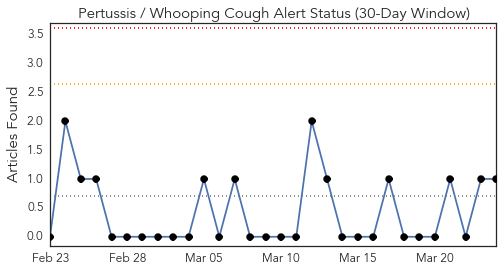 Pertussis / Whooping Cough Alert Status (30-Day Window)
Articles Found
3.5
3.0
2.5
2.0
1.5
1.0
0.5
0.0
Feb 23
Feb 28
Mar 05
Mar 10
Mar 15
Mar 20